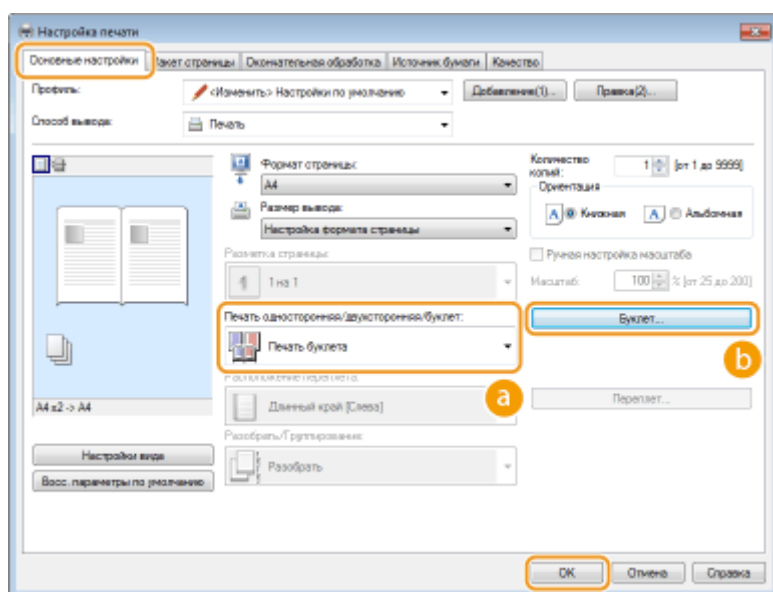 Настройка печати
Основные настройки Макет страницы Окончательная обработка Источник бумаги Качество
Профиль: <Изменить> Настройки по умолчанию Добавление(1)... Правка(2)...
Способ вывода: Печать
Формат страницы:
A4
Размер вывода:
Настройка формата страницы
Количество копий: 1 [от 1 до 9999]
Ориентация
A Книжная A Альбомная
Разметка страницы:
1 на 1
Ручная настройка масштаба
Масштаб: 100 % [от 25 до 200]
Печать односторонняя/двухсторонняя/буклет:
Печать буклета
Буклет...
a
b
Расположение переплета:
Длинный край [Слева]
Переплет...
A4 x2 -> A4
Разобрать/Группирование:
Разобрать
Настройки вида
Восс. параметры по умолчанию
OK Отмена Справка